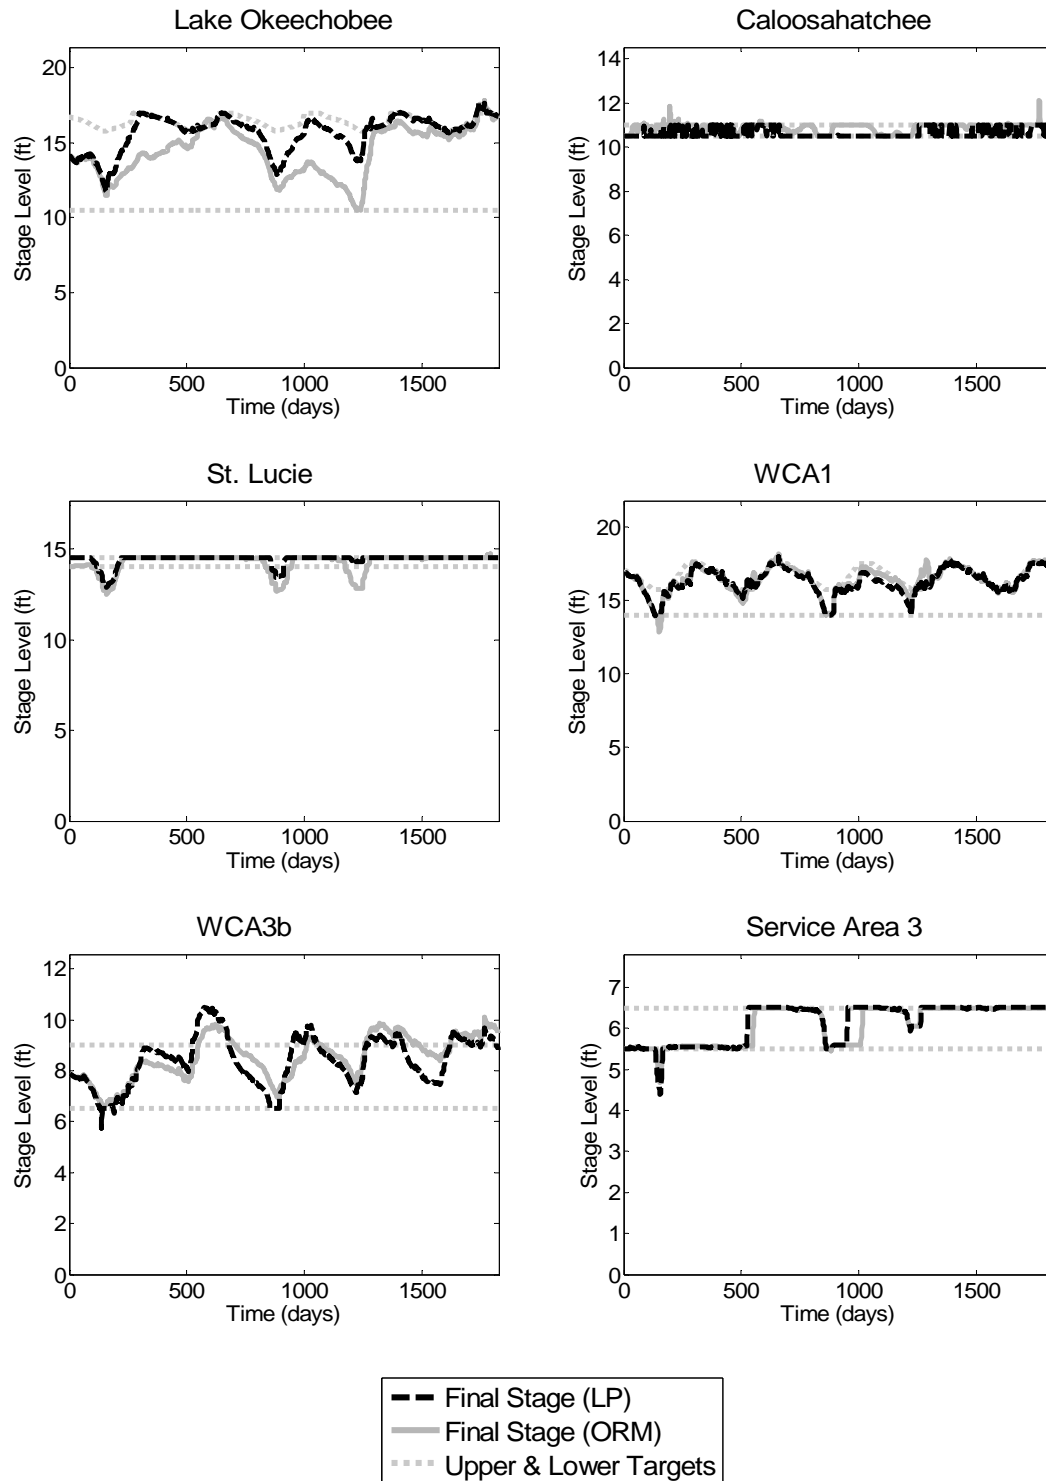 Lake Okeechobee
Stage Level (ft)
20
15
10
5
0
0 500 1000 1500
Time (days)
Caloosahatchee
Stage Level (ft)
14
12
10
8
6
4
2
0
0 500 1000 1500
Time (days)
St. Lucie
Stage Level (ft)
15
10
5
0
0 500 1000 1500
Time (days)
WCA1
Stage Level (ft)
20
15
10
5
0
0 500 1000 1500
Time (days)
WCA3b
Stage Level (ft)
12
10
8
6
4
2
0
0 500 1000 1500
Time (days)
Service Area 3
Stage Level (ft)
7
6
5
4
3
2
1
0
0 500 1000 1500
Time (days)
Final Stage (LP)
Final Stage (ORM)
Upper & Lower Targets